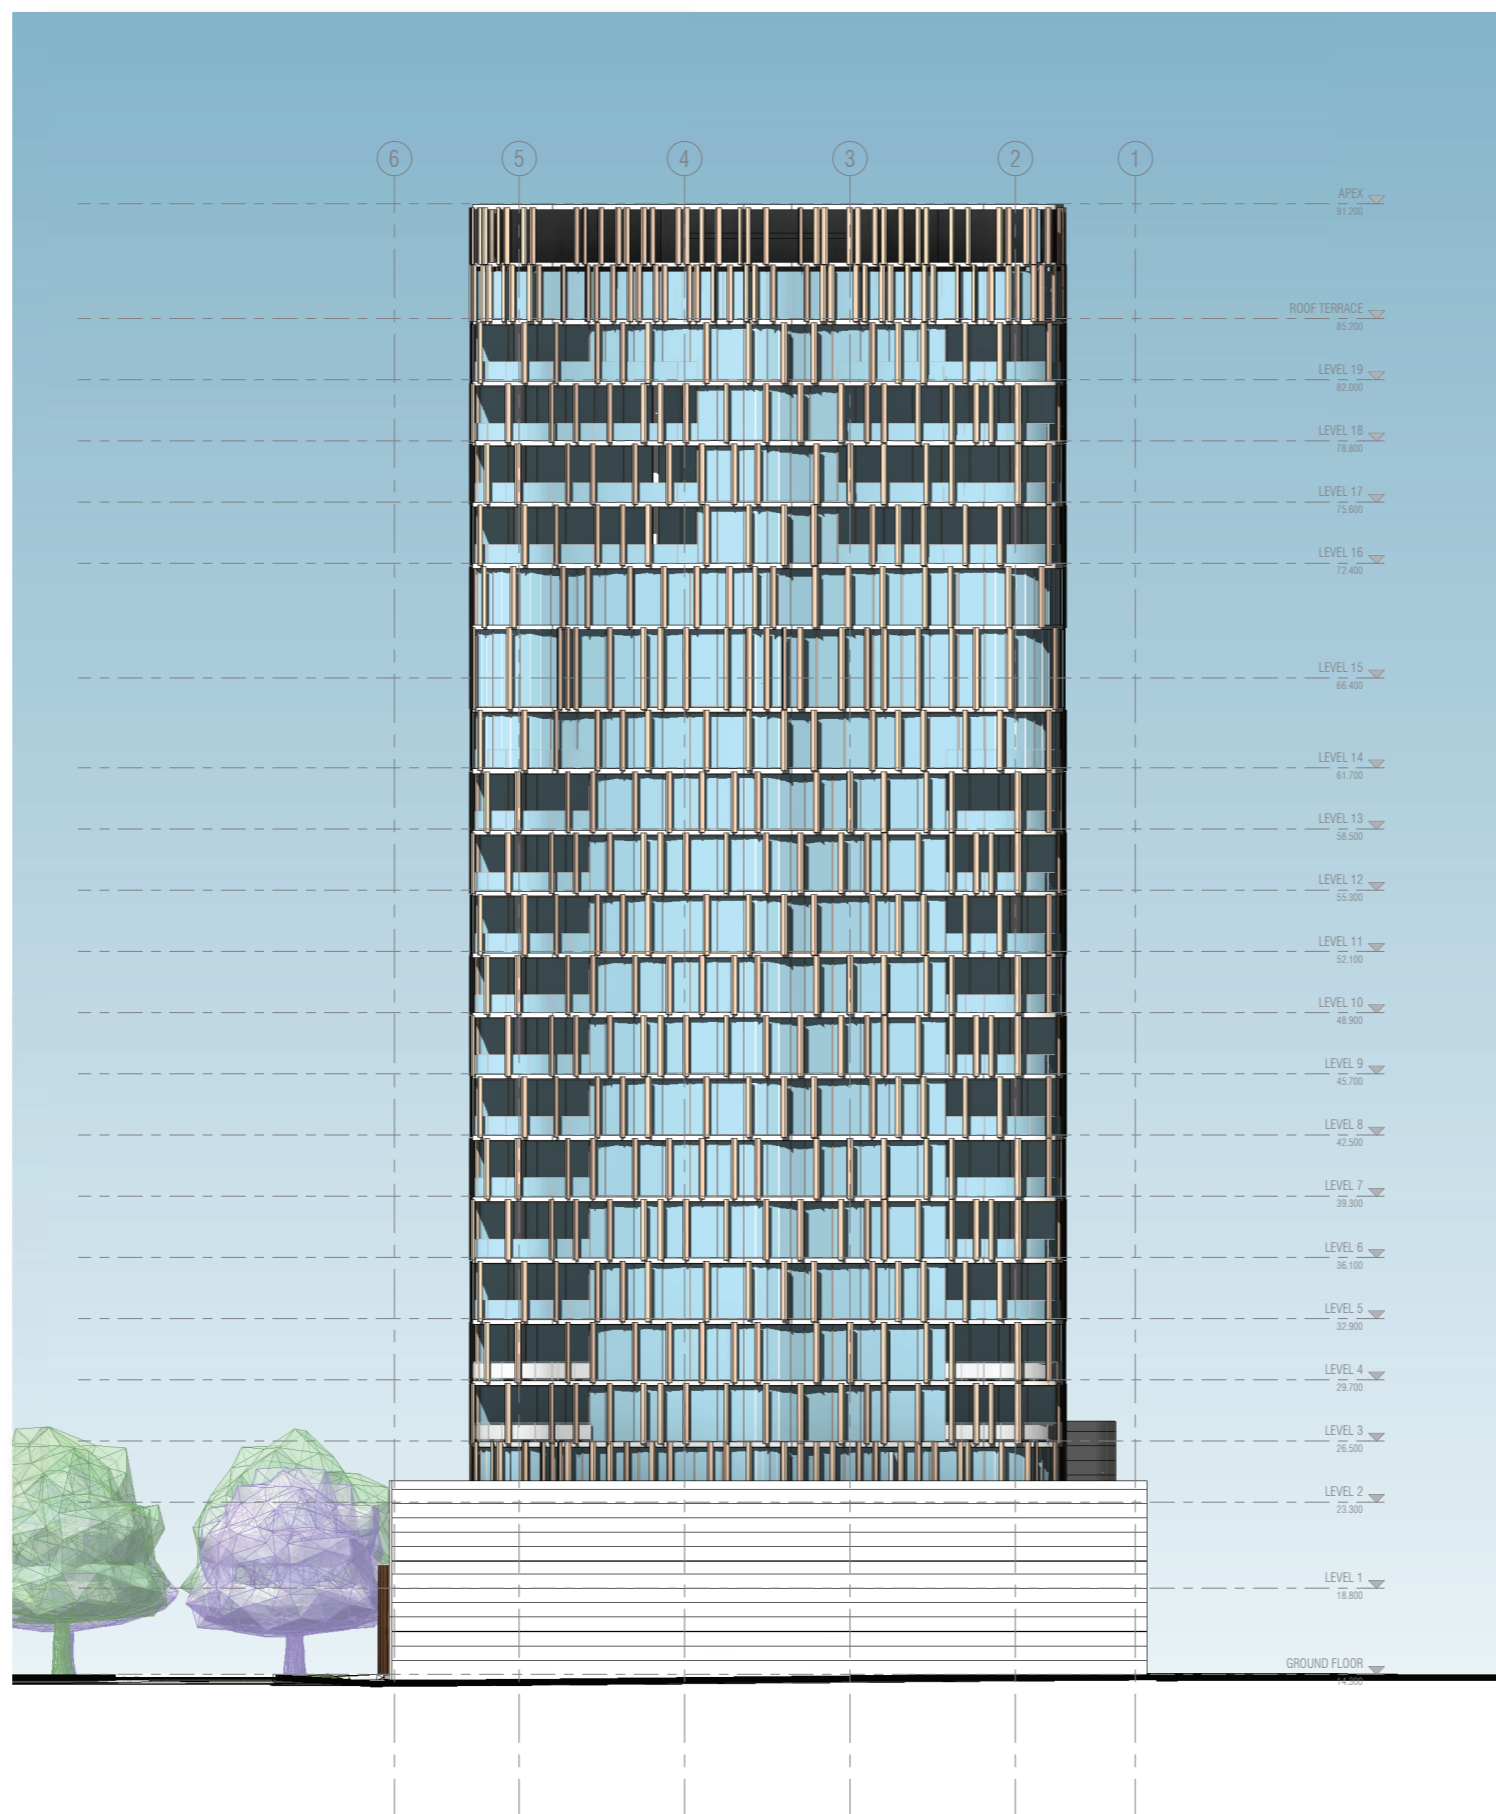 6 5 4 3 2 1
APEX
91.200
ROOF TERRACE
85.200
LEVEL 19
82.000
LEVEL 18
78.800
LEVEL 17
75.600
LEVEL 16
72.400
LEVEL 15
66.400
LEVEL 14
61.700
LEVEL 13
58.500
LEVEL 12
55.300
LEVEL 11
52.100
LEVEL 10
48.900
LEVEL 9
45.700
LEVEL 8
42.500
LEVEL 7
39.300
LEVEL 6
36.100
LEVEL 5
32.900
LEVEL 4
29.700
LEVEL 3
26.500
LEVEL 2
23.300
LEVEL 1
18.800
GROUND FLOOR
14.300